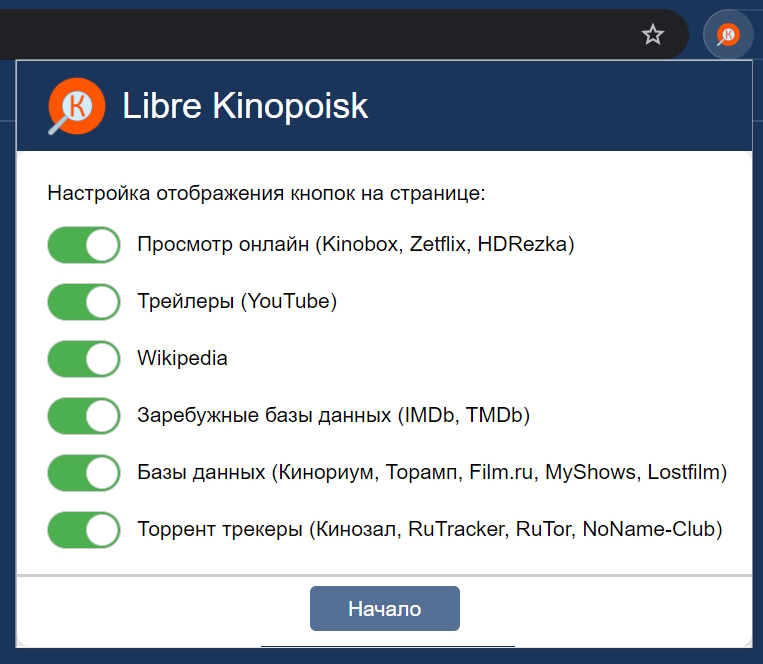 Libre Kinopoisk
Настройка отображения кнопок на странице:
Просмотр онлайн (Kinobox, Zetflix, HDRezka)
Трейлеры (YouTube)
Wikipedia
Заребужные базы данных (IMDb, TMDb)
Базы данных (Кинориум, Торамп, Film.ru, MyShows, Lostfilm)
Торрент трекеры (Кинозал, RuTracker, RuTor, NoName-Club)
Начало